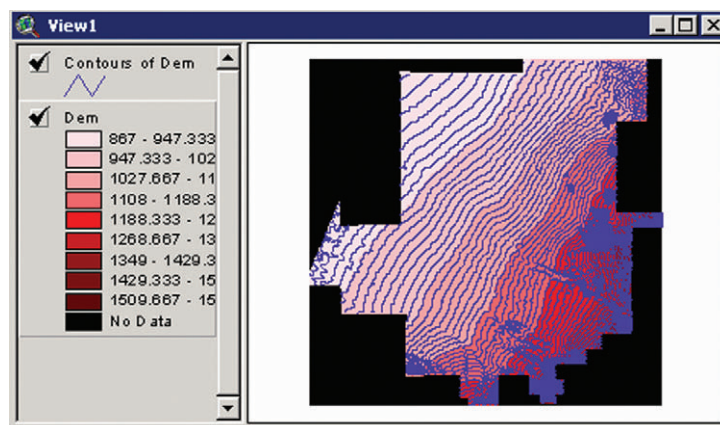 View1
Contours of Dem
Dem
867 - 947.333
947.333 - 102
1027.667 - 11
1108 - 1188.3
1188.333 - 12
1268.667 - 13
1349 - 1429.3
1429.333 - 15
1509.667 - 15
No Data